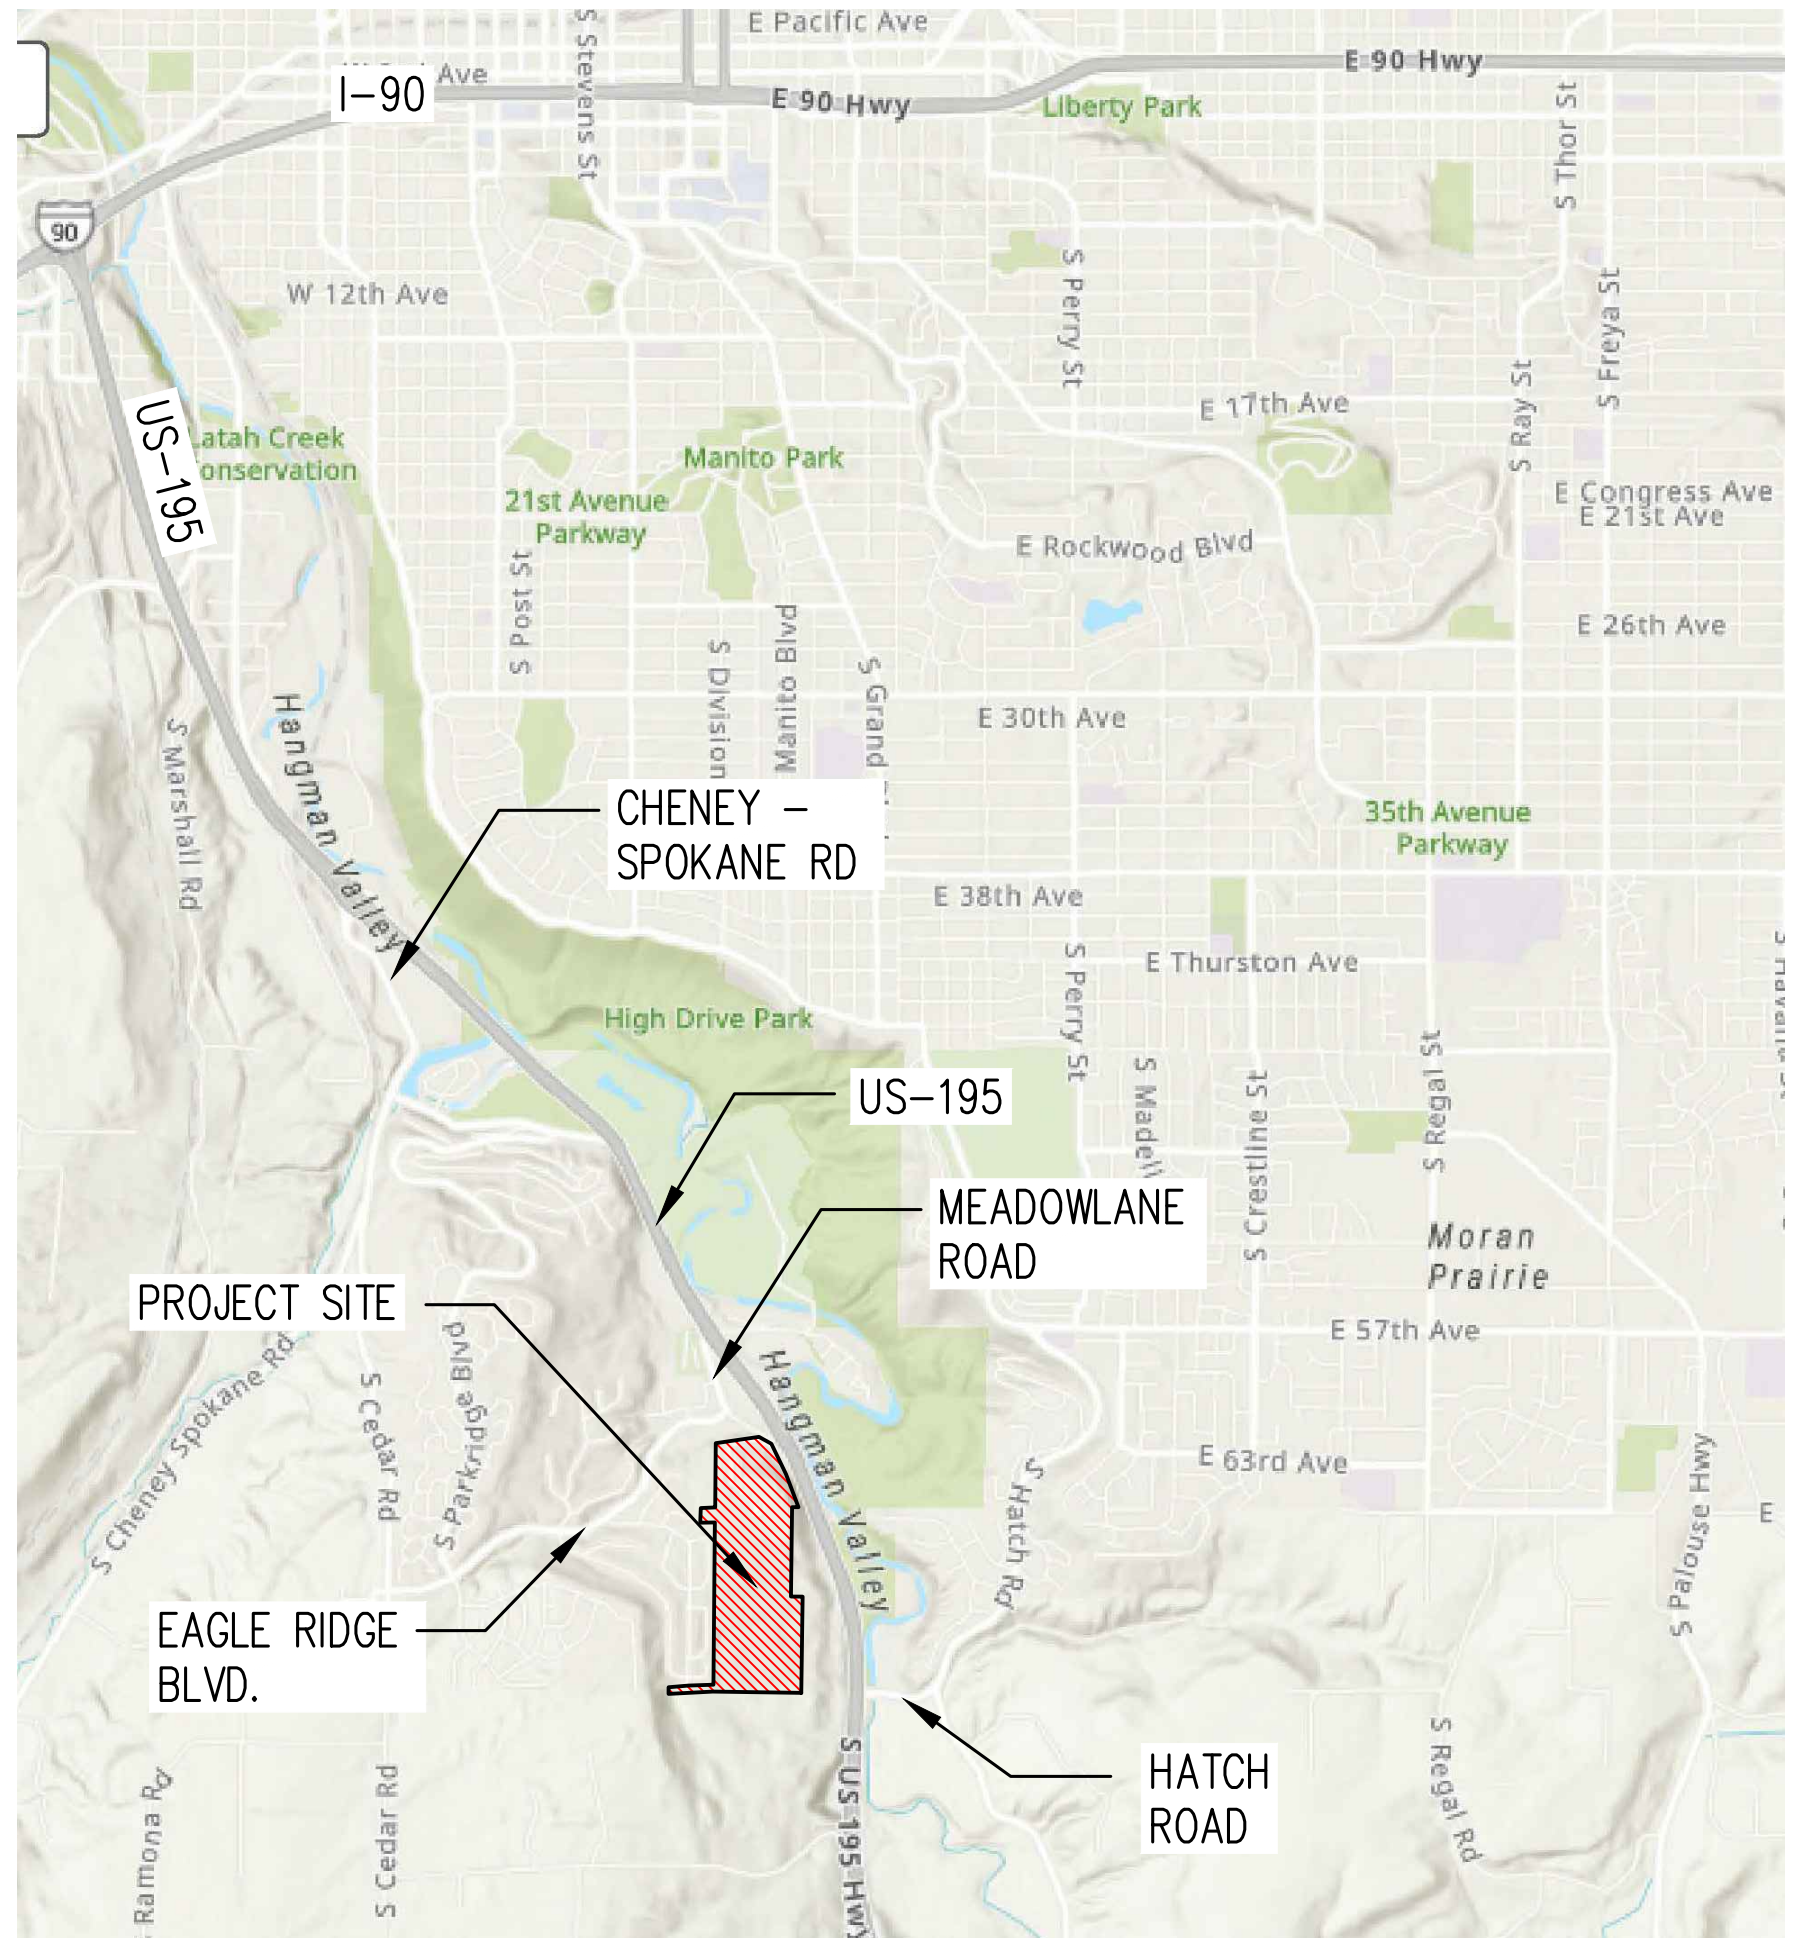 E Pacific Ave
S Stevens St
Ave
I-90
E 90 Hwy
E 90 Hwy
Liberty Park
S Thor St
90
W 12th Ave
S Perry St
S Freya St
S Ray St
E 17th Ave
US-195
Latah Creek
onservation
Manito Park
21st Avenue
Parkway
E Congress Ave
E 21st Ave
E Rockwood Blvd
S Post St
E 26th Ave
S Division
Manito Blvd
S Grand
Hangman Valley
S Marshall Rd
E 30th Ave
CHENEY -
SPOKANE RD
35th Avenue
Parkway
E 38th Ave
E Thurston Ave
S Perry St
High Drive Park
S Regal St
S Madel
S Crestline St
US-195
MEADOWLANE
ROAD
Moran
Prairie
PROJECT SITE
E 57th Ave
S Cheney Spokane Rd
S Cedar Rd
S Parkridge Blvd
Hangman Valley
E 63rd Ave
S Hatch Rd
S Palouse Hwy
E
EAGLE RIDGE
BLVD.
HATCH
ROAD
S Regal Rd
S US 195 Hwy
S Cedar Rd
Ramona Rd